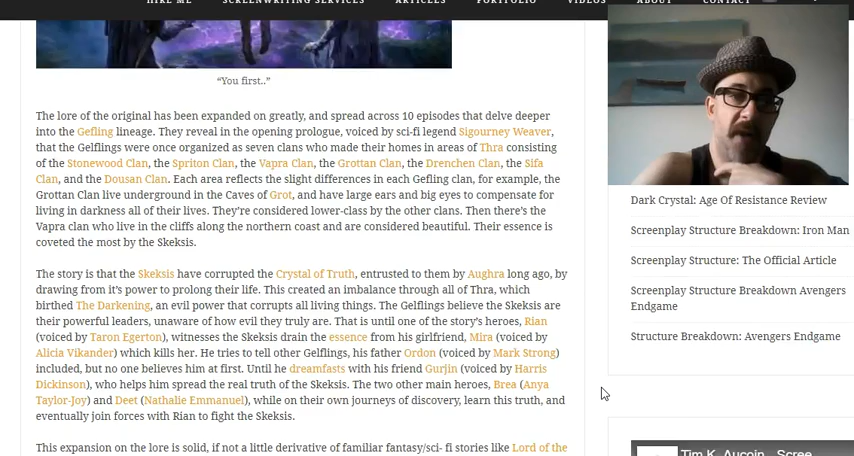 HIRE ME SCREENWRITING SERVICES ARTICLES PORTFOLIO VIDEOS ABOUT CONTACT
“You first..”
The lore of the original has been expanded on greatly, and spread across 10 episodes that delve deeper
into the Gefling lineage. They reveal in the opening prologue, voiced by sci-fi legend Sigourney Weaver,
that the Gelflings were once organized as seven clans who made their homes in areas of Thra consisting
of the Stonewood Clan, the Spriton Clan, the Vapra Clan, the Grottan Clan, the Drenchen Clan, the Sifa
Clan, and the Dousan Clan. Each area reflects the slight differences in each Gefling clan, for example, the
Grottan Clan live underground in the Caves of Grot, and have large ears and big eyes to compensate for
living in darkness all of their lives. They’re considered lower-class by the other clans. Then there’s the
Vapra clan who live in the cliffs along the northern coast and are considered beautiful. Their essence is
coveted the most by the Skeksis.
The story is that the Skeksis have corrupted the Crystal of Truth, entrusted to them by Aughra long ago, by
drawing from it’s power to prolong their life. This created an imbalance through all of Thra, which
birthed The Darkening, an evil power that corrupts all living things. The Gelflings believe the Skeksis are
their powerful leaders, unaware of how evil they truly are. That is until one of the story’s heroes, Rian
(voiced by Taron Egerton), witnesses the Skeksis drain the essence from his girlfriend, Mira (voiced by
Alicia Vikander) which kills her. He tries to tell other Gelflings, his father Ordon (voiced by Mark Strong)
included, but no one believes him at first. Until he dreamfasts with his friend Gurjin (voiced by Harris
Dickinson), who helps him spread the real truth of the Skeksis. The two other main heroes, Brea (Anya
Taylor-Joy) and Deet (Nathalie Emmanuel), while on their own journeys of discovery, learn this truth, and
eventually join forces with Rian to fight the Skeksis.
This expansion on the lore is solid, if not a little derivative of familiar fantasy/sci- fi stories like Lord of the
Dark Crystal: Age Of Resistance Review
Screenplay Structure Breakdown: Iron Man
Screenplay Structure: The Official Article
Screenplay Structure Breakdown Avengers
Endgame
Structure Breakdown: Avengers Endgame
Tim K. Aucoin - Scree